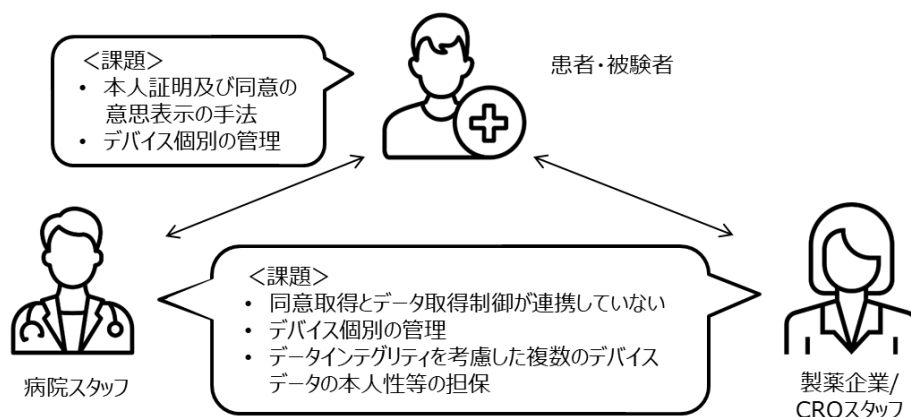 <課題>
• 本人証明及び同意の
意思表示の手法
• デバイス個別の管理
患者・被験者
<課題>
• 同意取得とデータ取得制御が連携していない
• デバイス個別の管理
• データインテグリティを考慮した複数のデバイス
データの本人性等の担保
病院スタッフ
製薬企業/
CROスタッフ